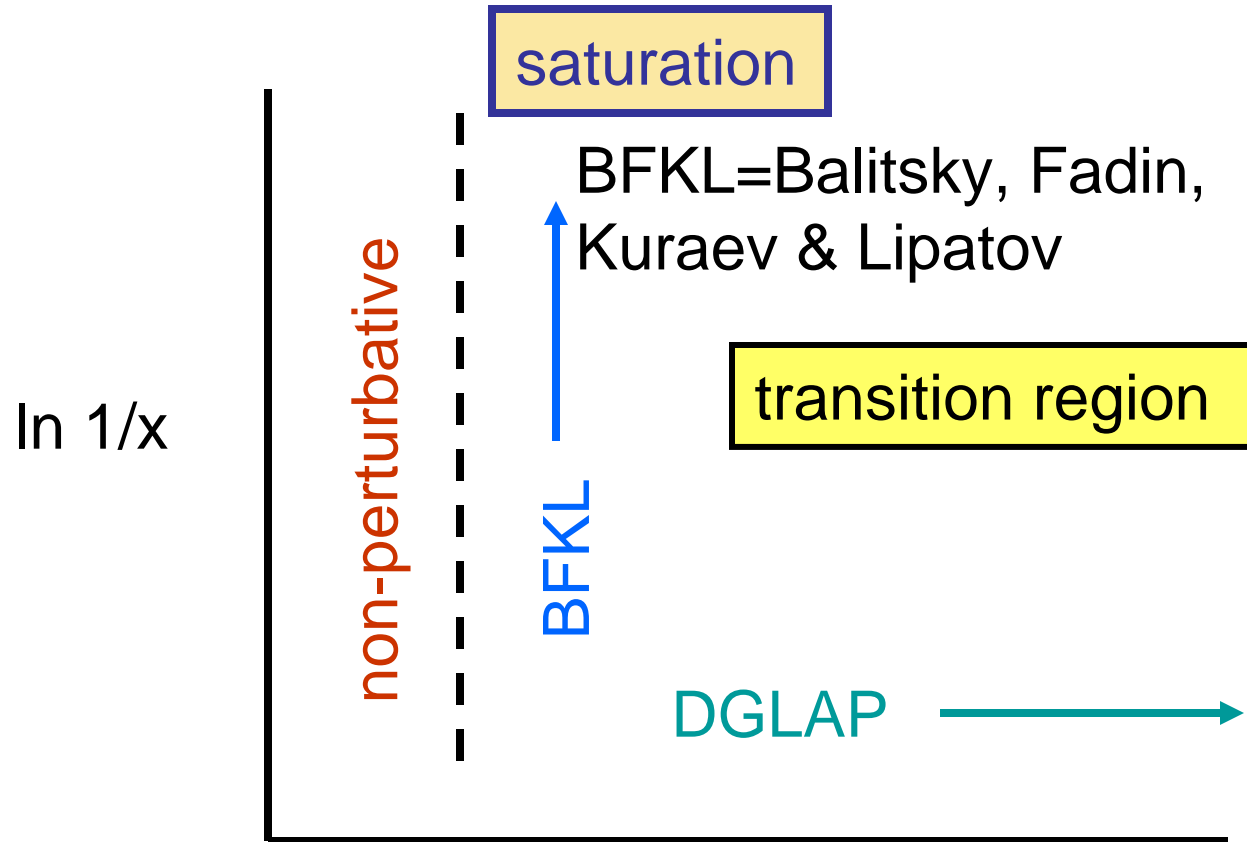 saturation
BFKL=Balitsky, Fadin,
Kuraev & Lipatov
non-perturbative
transition region
ln 1/x
BFKL
DGLAP